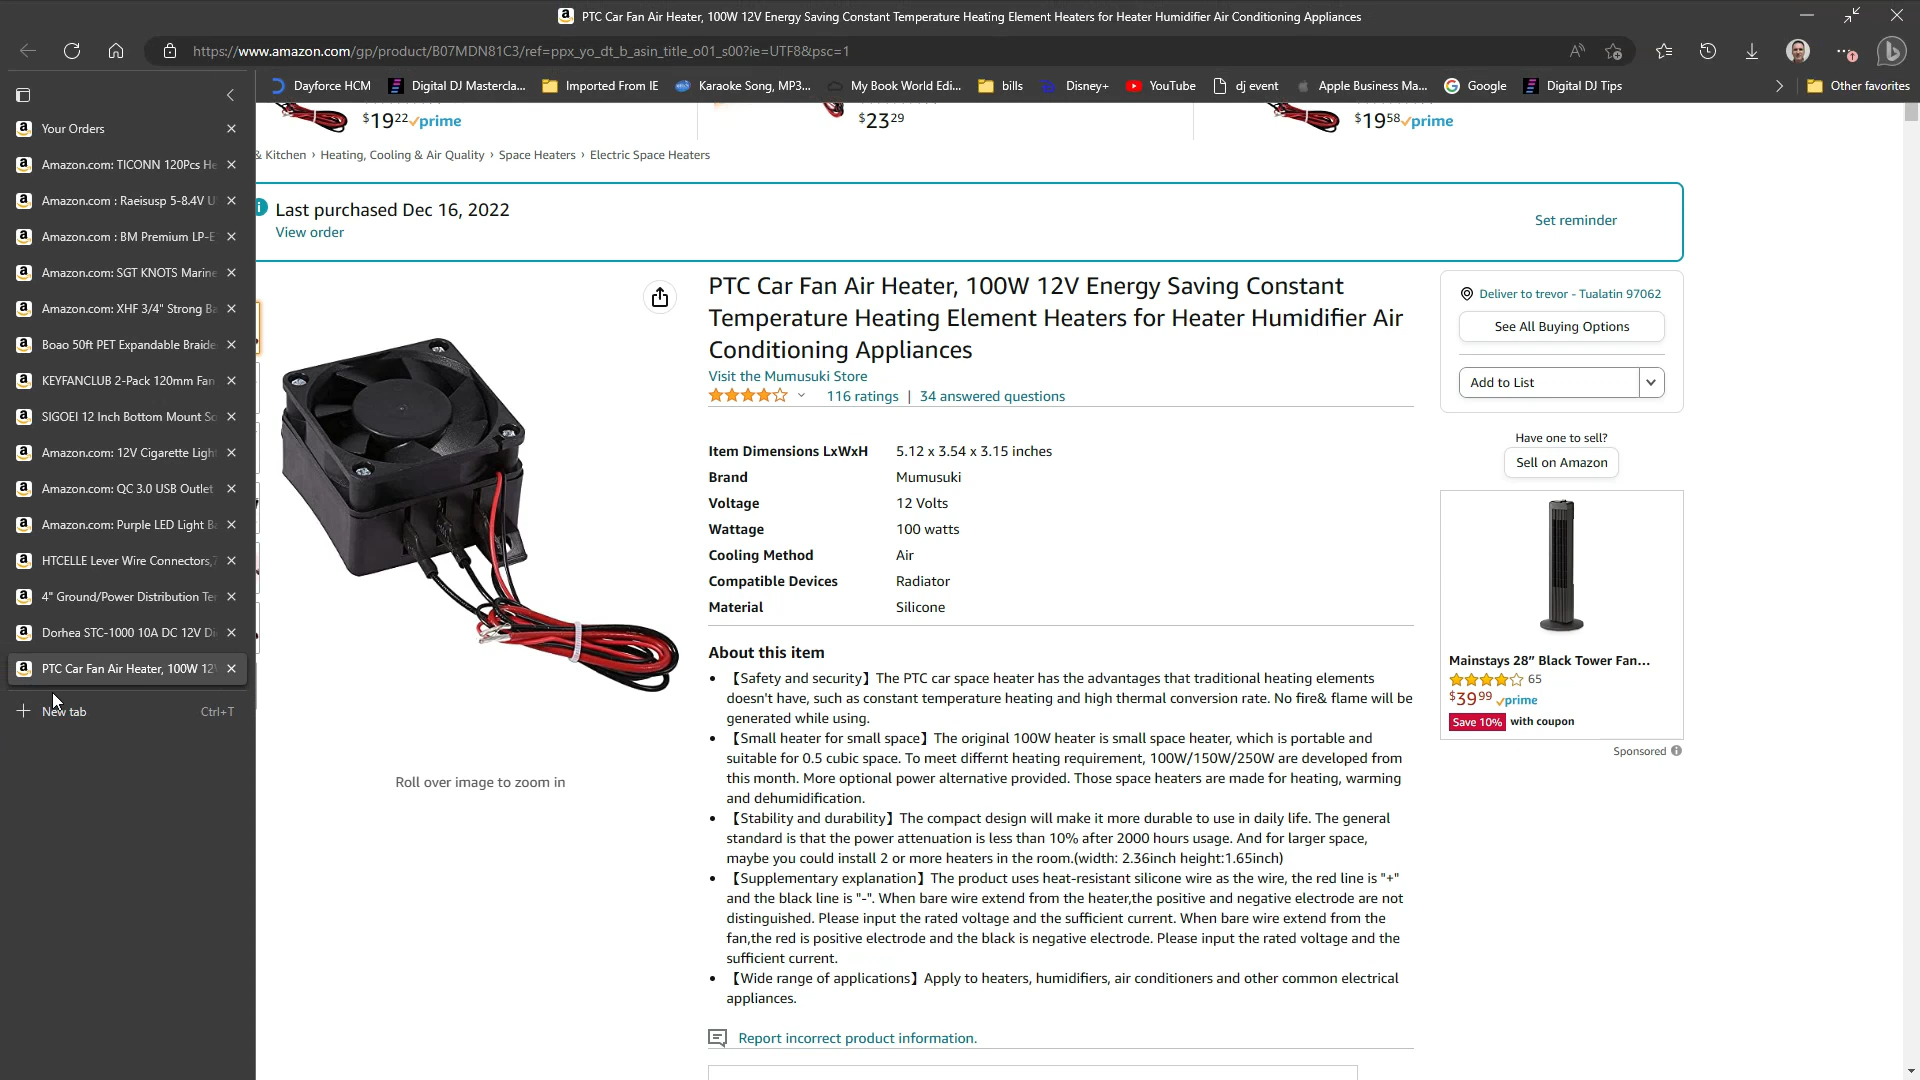 PTC Car Fan Air Heater, 100W 12V Energy Saving Constant Temperature Heating Element Heaters for Heater Humidifier Air Conditioning Appliances
https://www.amazon.com/gp/product/B07MDN81C3/ref=ppx_yo_dt_b_asin_title_o01_s00?ie=UTF8&psc=1
Dayforce HCM
Digital DJ Mastercla...
Imported From IE
Karaoke Song, MP3...
My Book World Edi...
bills
Disney+
YouTube
dj event
Apple Business Ma...
Google
Digital DJ Tips
Other favorites
Your Orders
Amazon.com: TICONN 120Pcs He
Amazon.com : Raeisusp 5-8.4V U
Amazon.com : BM Premium LP-E
Amazon.com: SGT KNOTS Marine
Amazon.com: XHF 3/4" Strong Ba
Boao 50ft PET Expandable Braide
KEYFANCLUB 2-Pack 120mm Fan
SIGOEI 12 Inch Bottom Mount So
Amazon.com: 12V Cigarette Light
Amazon.com: QC 3.0 USB Outlet
Amazon.com: Purple LED Light Ba
HTCELLE Lever Wire Connectors,7
4" Ground/Power Distribution Ter
Dorhea STC-1000 10A DC 12V Di
PTC Car Fan Air Heater, 100W 12V
New tab Ctrl+T
$1922 prime
$2329
$1958 prime
& Kitchen › Heating, Cooling & Air Quality › Space Heaters › Electric Space Heaters
Last purchased Dec 16, 2022
View order
Set reminder
Roll over image to zoom in
PTC Car Fan Air Heater, 100W 12V Energy Saving Constant
Temperature Heating Element Heaters for Heater Humidifier Air
Conditioning Appliances
Visit the Mumusuki Store
116 ratings | 34 answered questions
Item Dimensions LxWxH 5.12 x 3.54 x 3.15 inches
Brand Mumusuki
Voltage 12 Volts
Wattage 100 watts
Cooling Method Air
Compatible Devices Radiator
Material Silicone
About this item
• 【Safety and security】The PTC car space heater has the advantages that traditional heating elements
doesn't have, such as constant temperature heating and high thermal conversion rate. No fire& flame will be
generated while using.
• 【Small heater for small space】The original 100W heater is small space heater, which is portable and
suitable for 0.5 cubic space. To meet differnt heating requirement, 100W/150W/250W are developed from
this month. More optional power alternative provided. Those space heaters are made for heating, warming
and dehumidification.
• 【Stability and durability】The compact design will make it more durable to use in daily life. The general
standard is that the power attenuation is less than 10% after 2000 hours usage. And for larger space,
maybe you could install 2 or more heaters in the room.(width: 2.36inch height:1.65inch)
• 【Supplementary explanation】The product uses heat-resistant silicone wire as the wire, the red line is "+"
and the black line is "-". When bare wire extend from the heater,the positive and negative electrode are not
distinguished. Please input the rated voltage and the sufficient current. When bare wire extend from the
fan,the red is positive electrode and the black is negative electrode. Please input the rated voltage and the
sufficient current.
• 【Wide range of applications】Apply to heaters, humidifiers, air conditioners and other common electrical
appliances.
Report incorrect product information.
Deliver to trevor - Tualatin 97062
See All Buying Options
Add to List
Have one to sell?
Sell on Amazon
Mainstays 28” Black Tower Fan...
65
$3999 prime
Save 10% with coupon
Sponsored